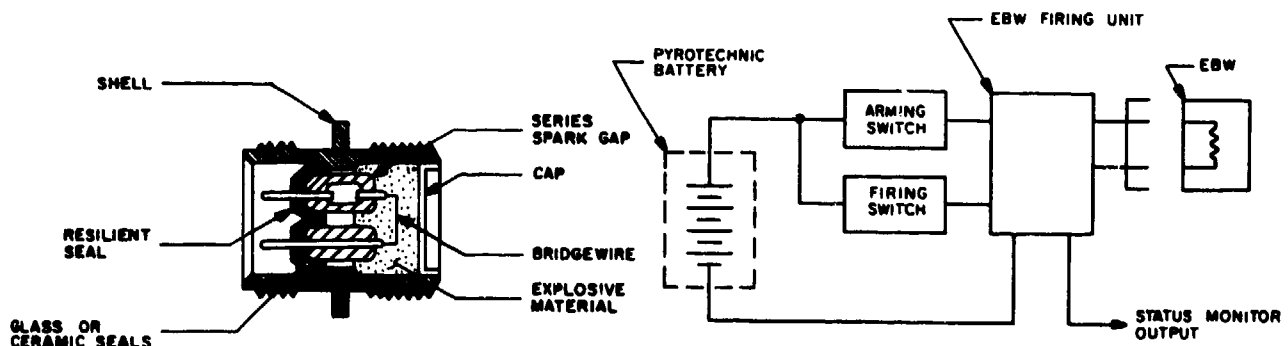 SHELL
SERIES
SPARK GAP
CAP
RESILIENT
SEAL
BRIDGEWIRE
EXPLOSIVE
MATERIAL
GLASS OR
CERAMIC SEALS
EBW FIRING UNIT
PYROTECHNIC
BATTERY
EBW
ARMING
SWITCH
FIRING
SWITCH
STATUS MONITOR
OUTPUT